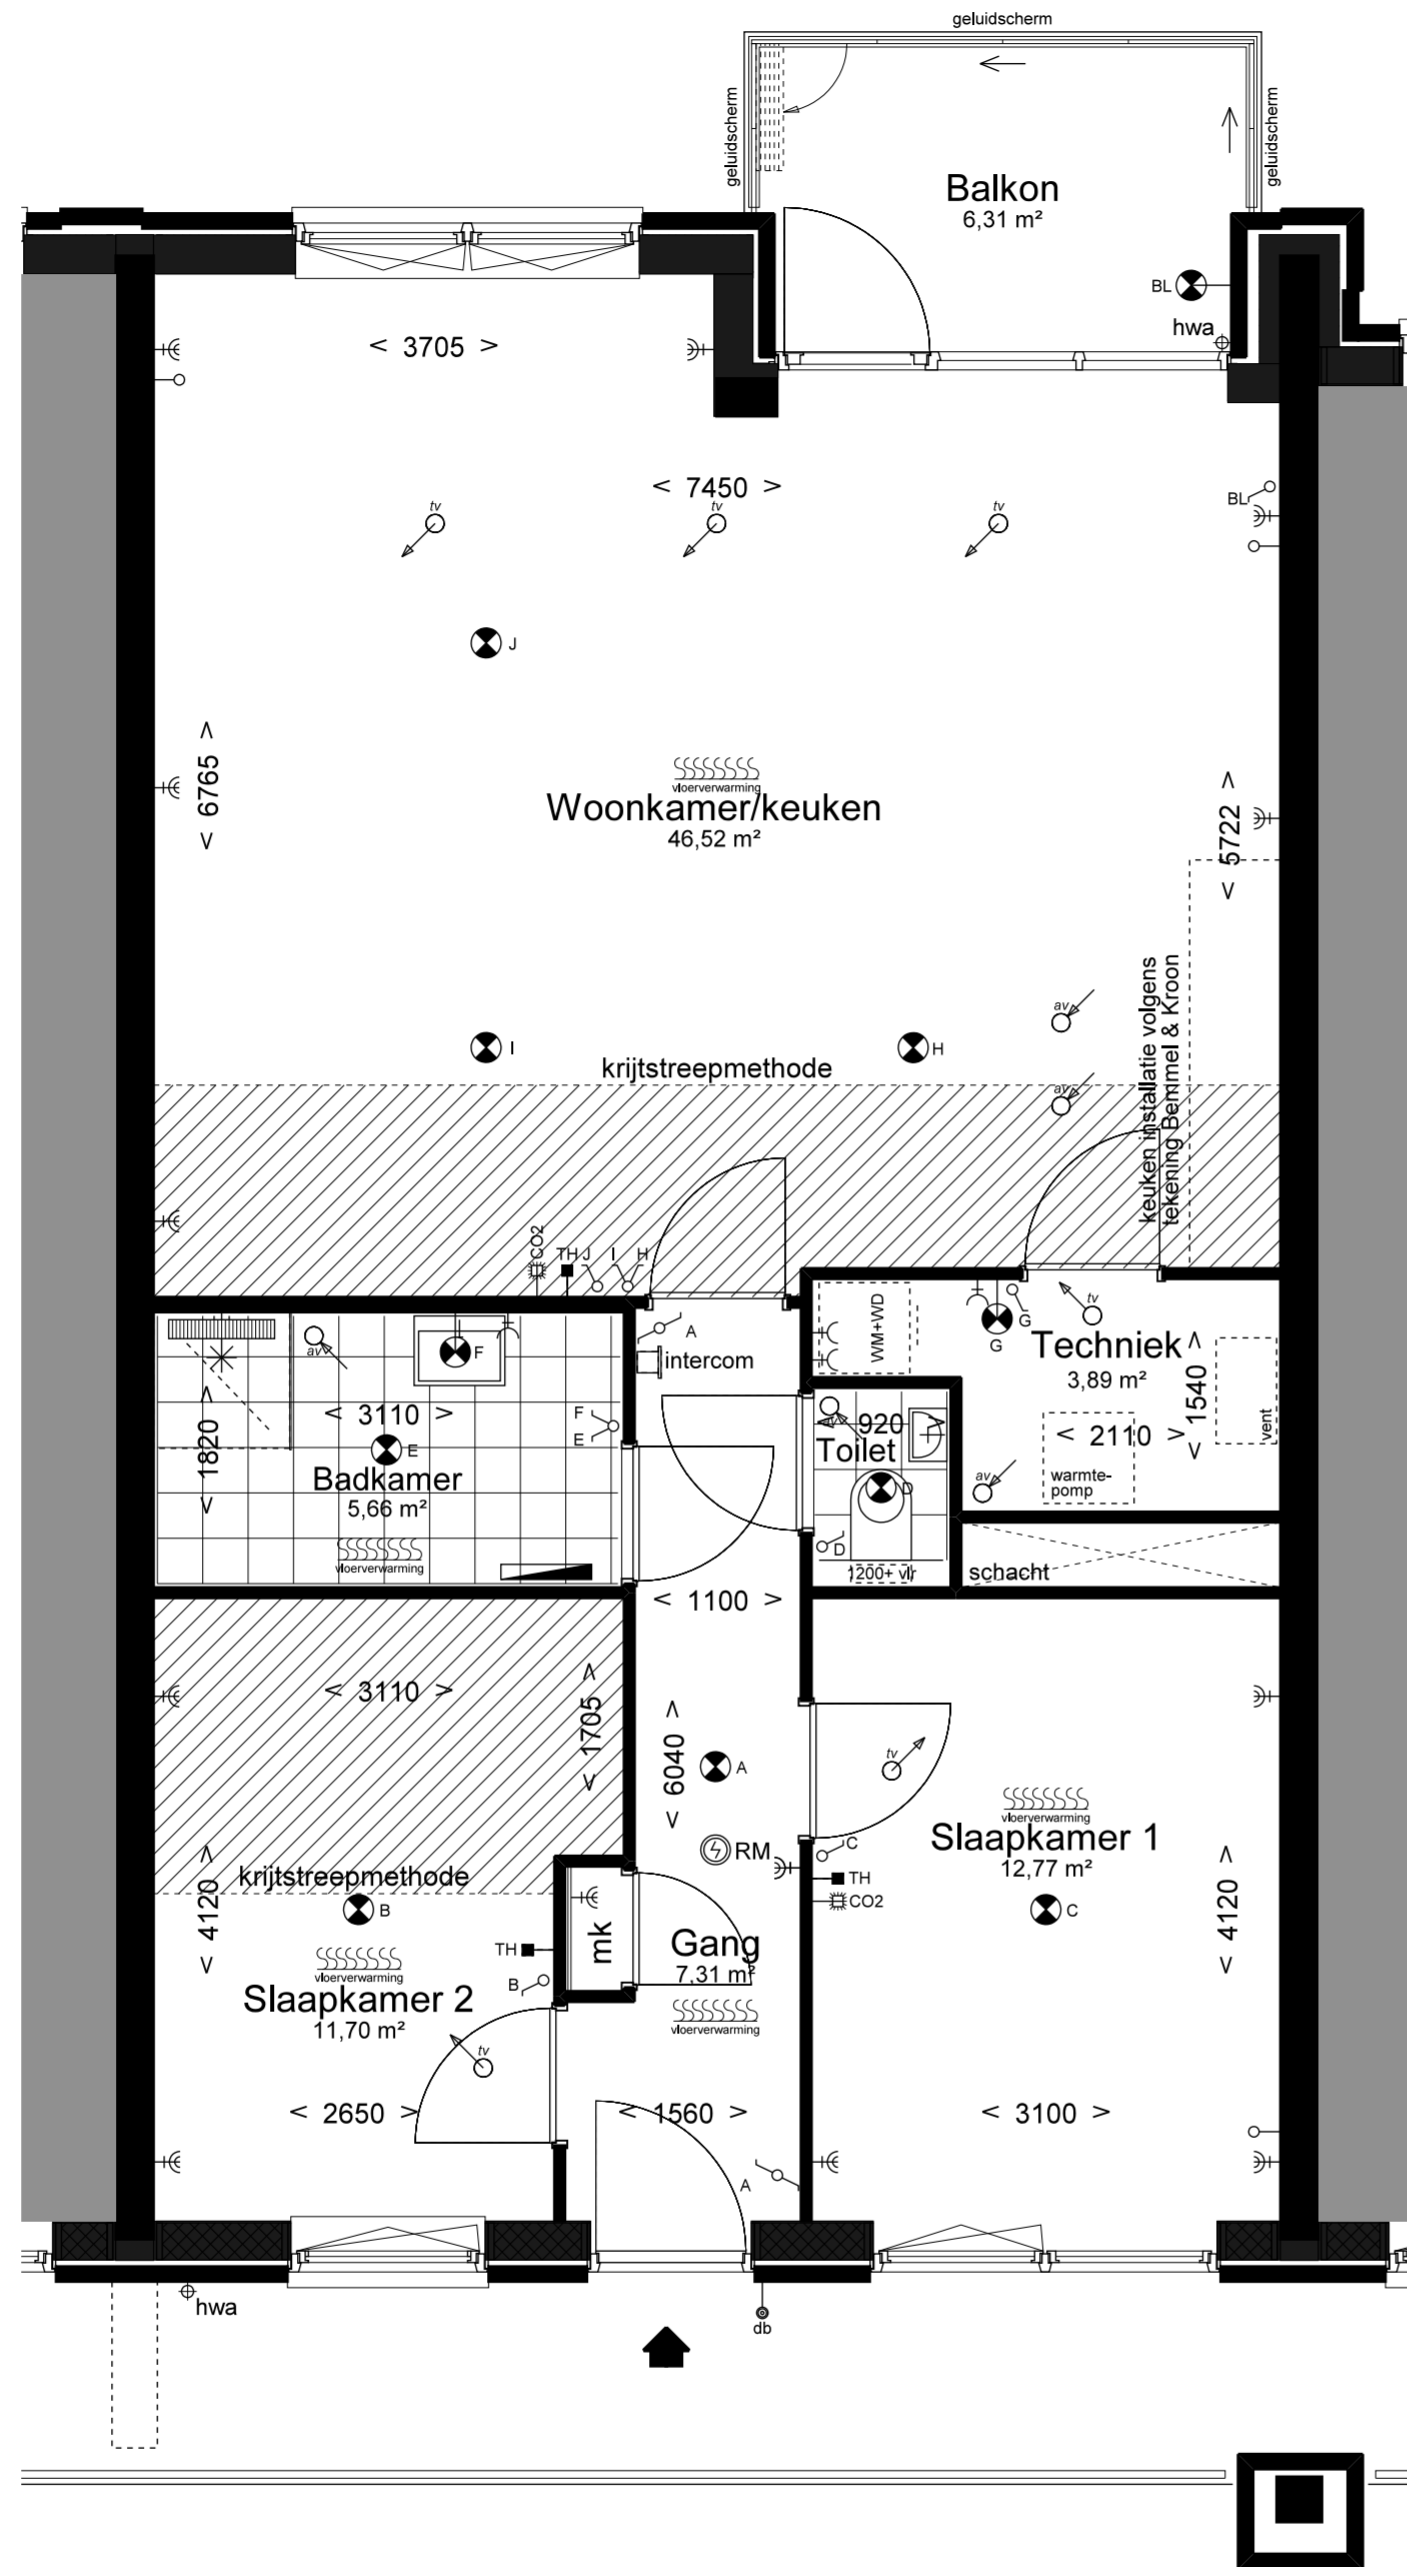 geluidscherm
geluidscherm
geluidscherm
Balkon
6,31 m²
BL
hwa
< 3705 >
< 7450 >
tv
tv
tv
BL
J
< 6765 >
vloerverwarming
Woonkamer/keuken
46,52 m²
< 5722 >
keuken installatie volgens
tekening Bemmel & Kroon
av
I
H
krijtstreepmethode
av
CO2
TH
J
I
H
A
intercom
WM+WD
G
G
tv
Techniek
3,89 m²
< 1540 >
vent
< 2110 >
warmte-
pomp
av
av
F
< 3110 >
F
E
< 1820 >
E
Badkamer
5,66 m²
vloerverwarming
< 920 >
Toilet
D
D
1200+ vlr
schacht
< 1100 >
< 3110 >
< 1705 >
< 6040 >
A
tv
RM
C
TH
CO2
vloerverwarming
Slaapkamer 1
12,77 m²
C
< 4120 >
krijtstreepmethode
< 4120 >
B
TH
B
mk
Gang
7,31 m²
vloerverwarming
vloerverwarming
Slaapkamer 2
11,70 m²
tv
< 2650 >
< 1560 >
< 3100 >
A
hwa
db